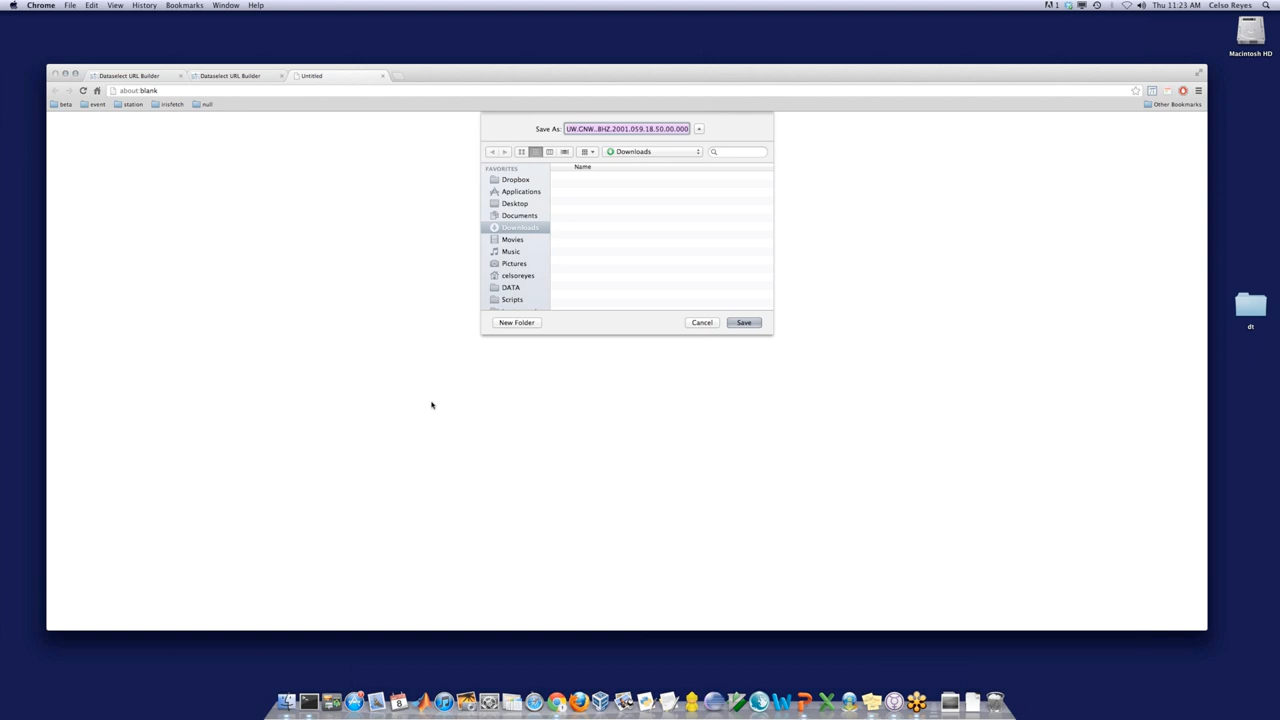 Chrome File Edit View History Bookmarks Window Help
1 Thu 11:23 AM Celso Reyes
Macintosh HD
Dataselect URL Builder Dataselect URL Builder Untitled
about:blank
beta event station irisfetch null Other Bookmarks
Save As: UW.GNW..BHZ.2001.059.18.50.00.000
Downloads
FAVORITES
Name
Dropbox
Applications
Desktop
Documents
Downloads
Movies
Music
Pictures
celsoreyes
DATA
Scripts
New Folder Cancel Save
dt
8